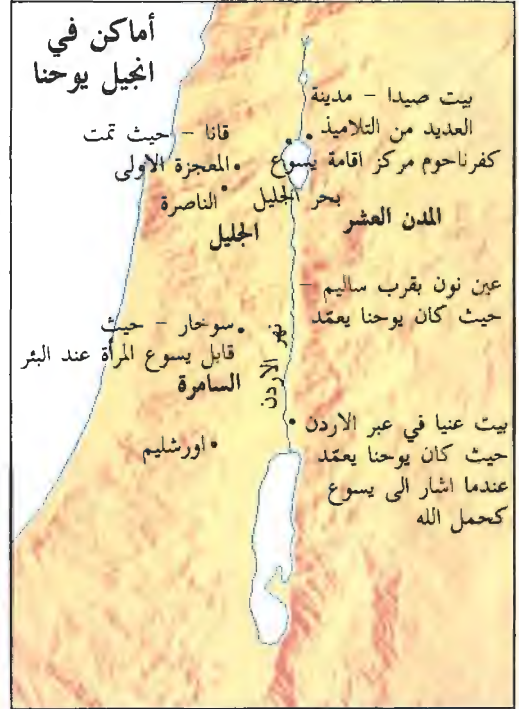 أماكن في
انجيل يوحنا
بيت صيدا - مدينة
العديد من التلاميذ
كفرناحوم مركز اقامة يسوع
قانا - حيث تمت
المعجزة الاولى
الناصرة
بحر الجليل
المدن العشر
الجليل
عين نون بقرب ساليم -
حيث كان يوحنا يعمّد
سوخار - حيث
قابل يسوع المرأة عند البئر
السامرة
نهر الاردن
بيت عنيا في عبر الاردن
حيث كان يوحنا يعمّد
عندما اشار الى يسوع
كحمل الله
اورشليم